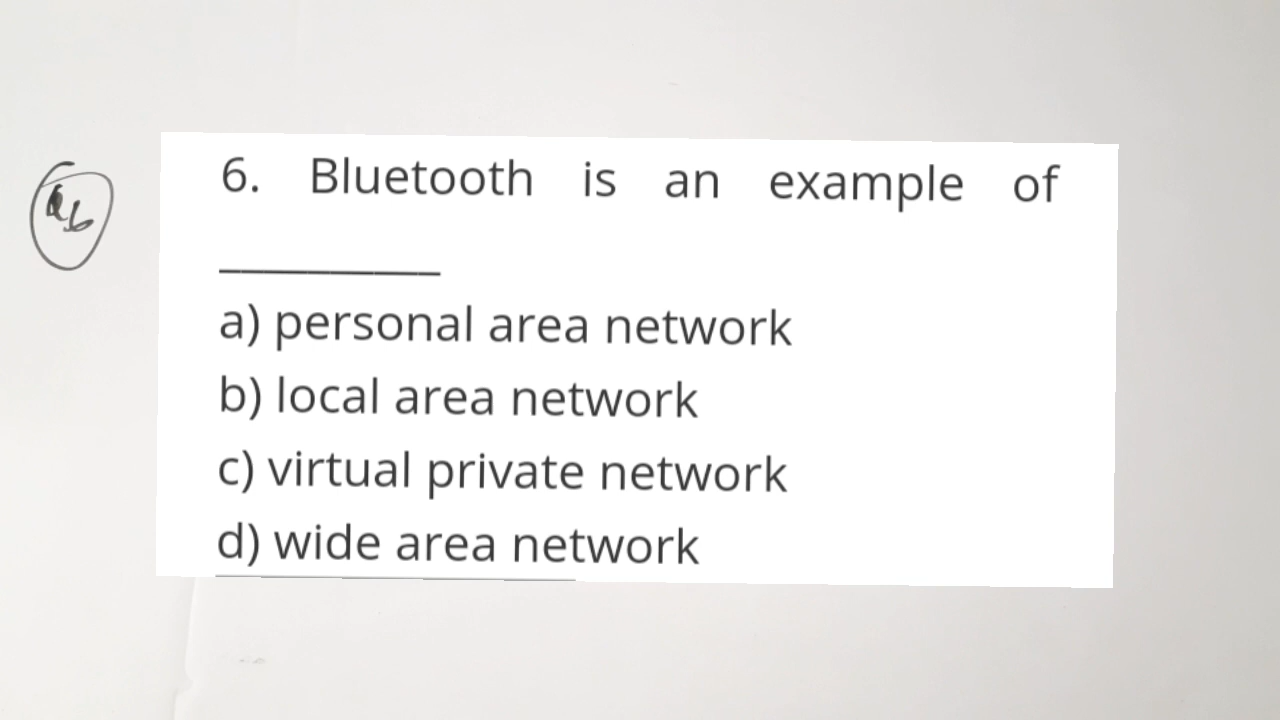 6. Bluetooth is an example of
__________
a) personal area network
b) local area network
c) virtual private network
d) wide area network